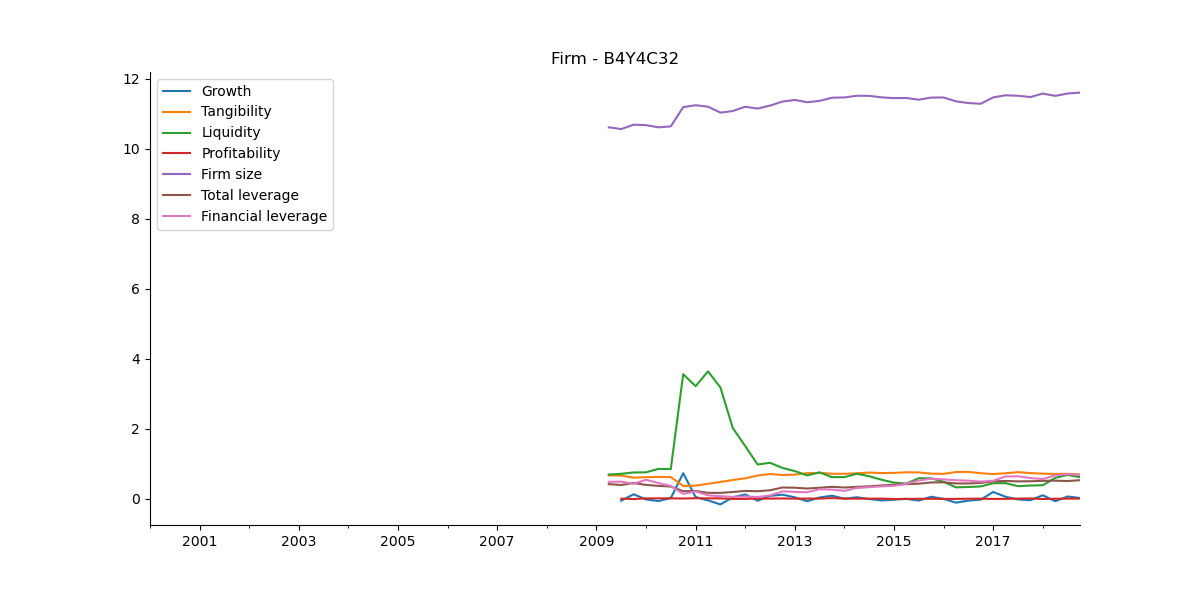 Firm - B4Y4C32
12
10
8
6
4
2
0
Growth
Tangibility
Liquidity
Profitability
Firm size
Total leverage
Financial leverage
2001 2003 2005 2007 2009 2011 2013 2015 2017